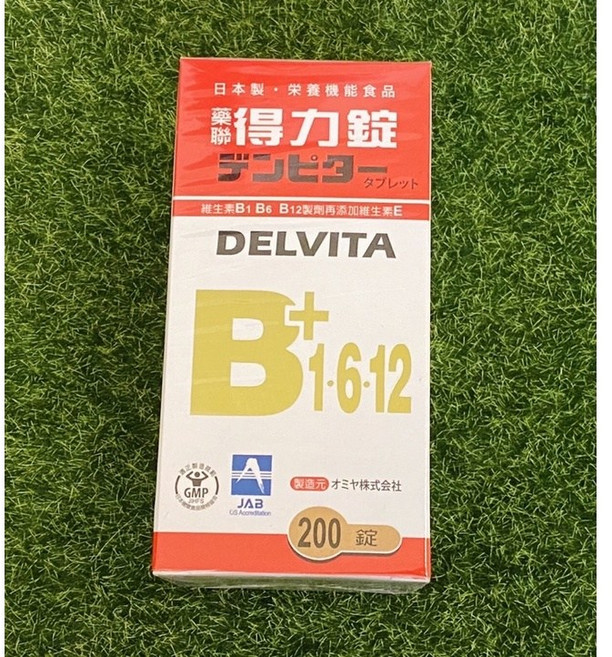 日本製・栄養機能食品
藥聯
得力錠
デンピター
タブレット
維生素B1 B6 B12製劑再添加維生素E
DELVITA
B+
1·6·12
GMP
JIHFS
JAB
US Accreditation
製造元 オミヤ株式会社
200 錠